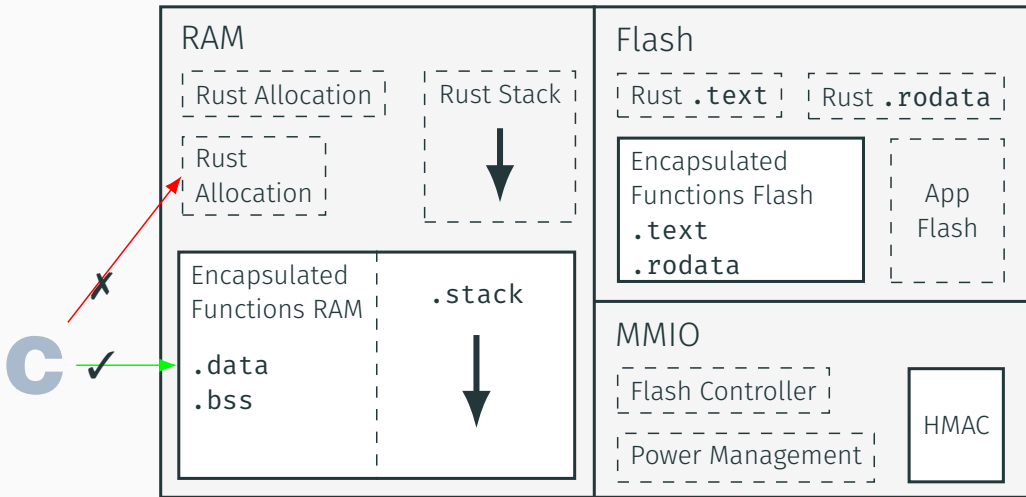 RAM
Rust Allocation
Rust
Allocation
Rust Stack
Encapsulated
Functions RAM
.data
.bss
.stack
✗
C
✓
Flash
Rust .text
Rust .rodata
Encapsulated
Functions Flash
.text
.rodata
App
Flash
MMIO
Flash Controller
Power Management
HMAC